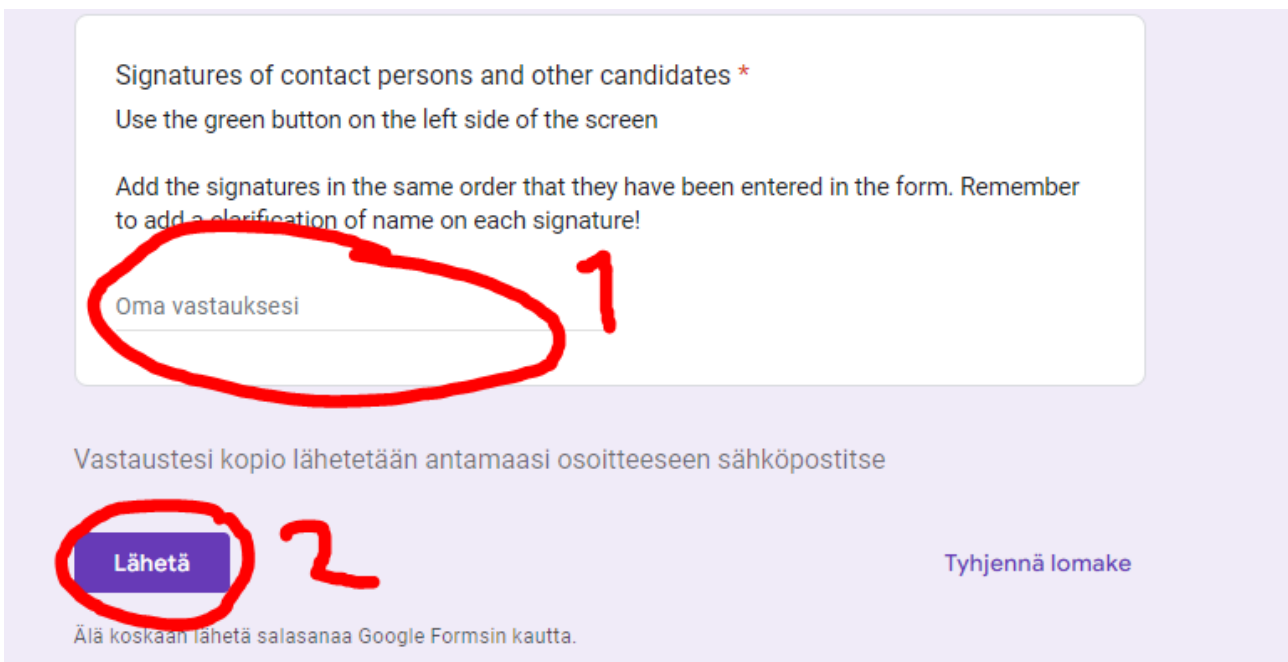 Signatures of contact persons and other candidates *
Use the green button on the left side of the screen
Add the signatures in the same order that they have been entered in the form. Remember
to add a clarification of name on each signature!
1
Oma vastauksesi
Vastaustesi kopio lähetetään antamaasi osoitteeseen sähköpostitse
Lähetä
2
Tyhjennä lomake
Älä koskaan lähetä salasanaa Google Formsin kautta.